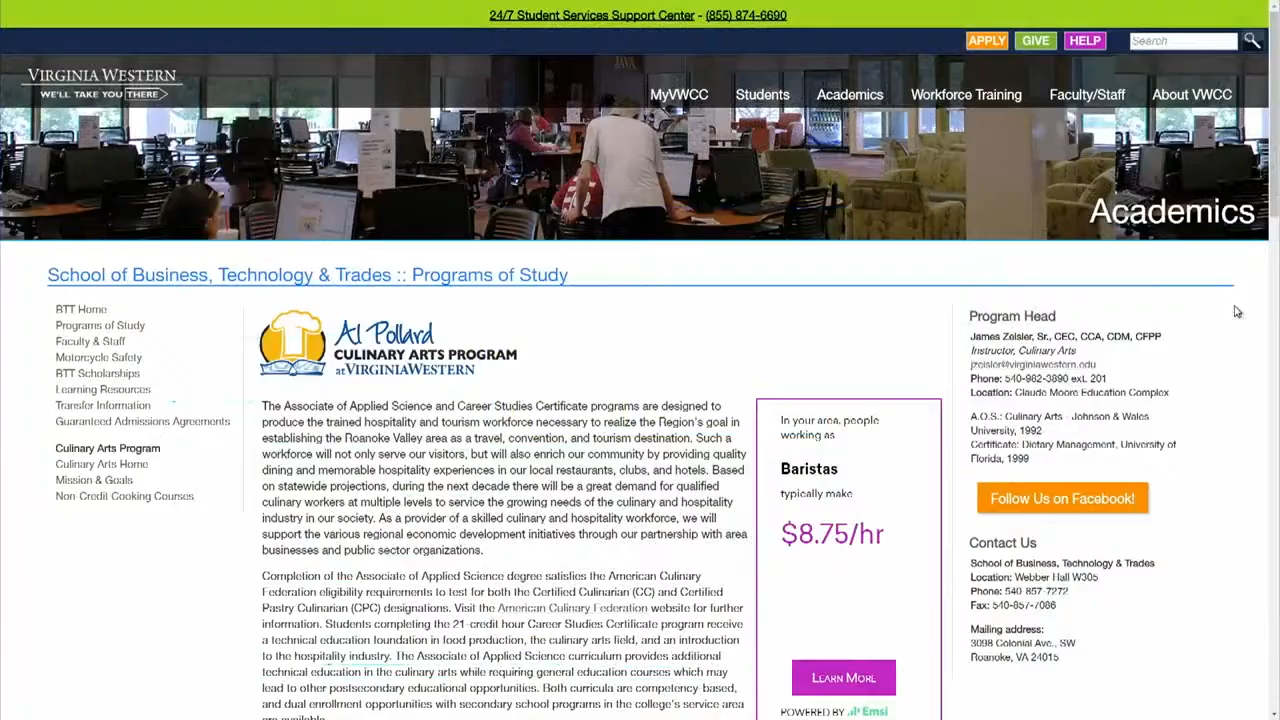 24/7 Student Services Support Center - (855) 874-6690
APPLY
GIVE
HELP
Search
JAVA
VIRGINIA WESTERN
WE'LL TAKE YOU THERE
MyVWCC
Students
Academics
Workforce Training
Faculty/Staff
About VWCC
Academics
School of Business, Technology & Trades :: Programs of Study
BTT Home
Programs of Study
Faculty & Staff
Motorcycle Safety
BTT Scholarships
Learning Resources
Transfer Information
Guaranteed Admissions Agreements
Culinary Arts Program
Culinary Arts Home
Mission & Goals
Non-Credit Cooking Courses
Al Pollard
CULINARY ARTS PROGRAM
at VIRGINIA WESTERN
The Associate of Applied Science and Career Studies Certificate programs are designed to
produce the trained hospitality and tourism workforce necessary to realize the Region's goal in
establishing the Roanoke Valley area as a travel, convention, and tourism destination. Such a
workforce will not only serve our visitors, but will also enrich our community by providing quality
dining and memorable hospitality experiences in our local restaurants, clubs, and hotels. Based
on statewide projections, during the next decade there will be a great demand for qualified
culinary workers at multiple levels to service the growing needs of the culinary and hospitality
industry in our society. As a provider of a skilled culinary and hospitality workforce, we will
support the various regional economic development initiatives through our partnership with area
businesses and public sector organizations.
Completion of the Associate of Applied Science degree satisfies the American Culinary
Federation eligibility requirements to test for both the Certified Culinarian (CC) and Certified
Pastry Culinarian (CPC) designations. Visit the American Culinary Federation website for further
information. Students completing the 21-credit hour Career Studies Certificate program receive
a technical education foundation in food production, the culinary arts field, and an introduction
to the hospitality industry. The Associate of Applied Science curriculum provides additional
technical education in the culinary arts while requiring general education courses which may
lead to other postsecondary educational opportunities. Both curricula are competency-based,
and dual enrollment opportunities with secondary school programs in the college's service area
are available.
In your area, people
working as
Baristas
typically make
$8.75/hr
LEARN MORE
POWERED BY Emsi
Program Head
James Zeisler, Sr., CEC, CCA, CDM, CFPP
Instructor, Culinary Arts
jzeisler@virginiawestern.edu
Phone: 540-982-3890 ext. 201
Location: Claude Moore Education Complex
A.O.S.: Culinary Arts - Johnson & Wales
University, 1992
Certificate: Dietary Management, University of
Florida, 1999
Follow Us on Facebook!
Contact Us
School of Business, Technology & Trades
Location: Webber Hall W305
Phone: 540-857-7272
Fax: 540-857-7086
Mailing address:
3098 Colonial Ave., SW
Roanoke, VA 24015